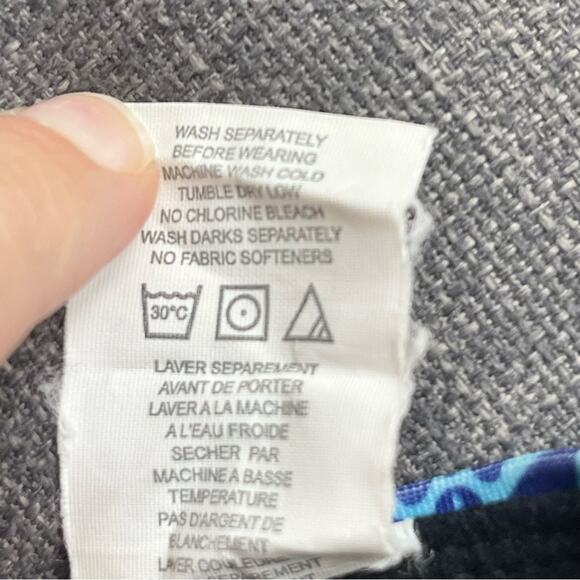 WASH SEPARATELY
BEFORE WEARING
MACHINE WASH COLD
TUMBLE DRY LOW
NO CHLORINE BLEACH
WASH DARKS SEPARATELY
NO FABRIC SOFTENERS
30°C
LAVER SEPAREMENT
AVANT DE PORTER
LAVER A LA MACHINE
A L'EAU FROIDE
SECHER PAR
MACHINE A BASSE
TEMPERATURE
PAS D'ARGENT DE
BLANCHEMENT
LAVER COULEURS